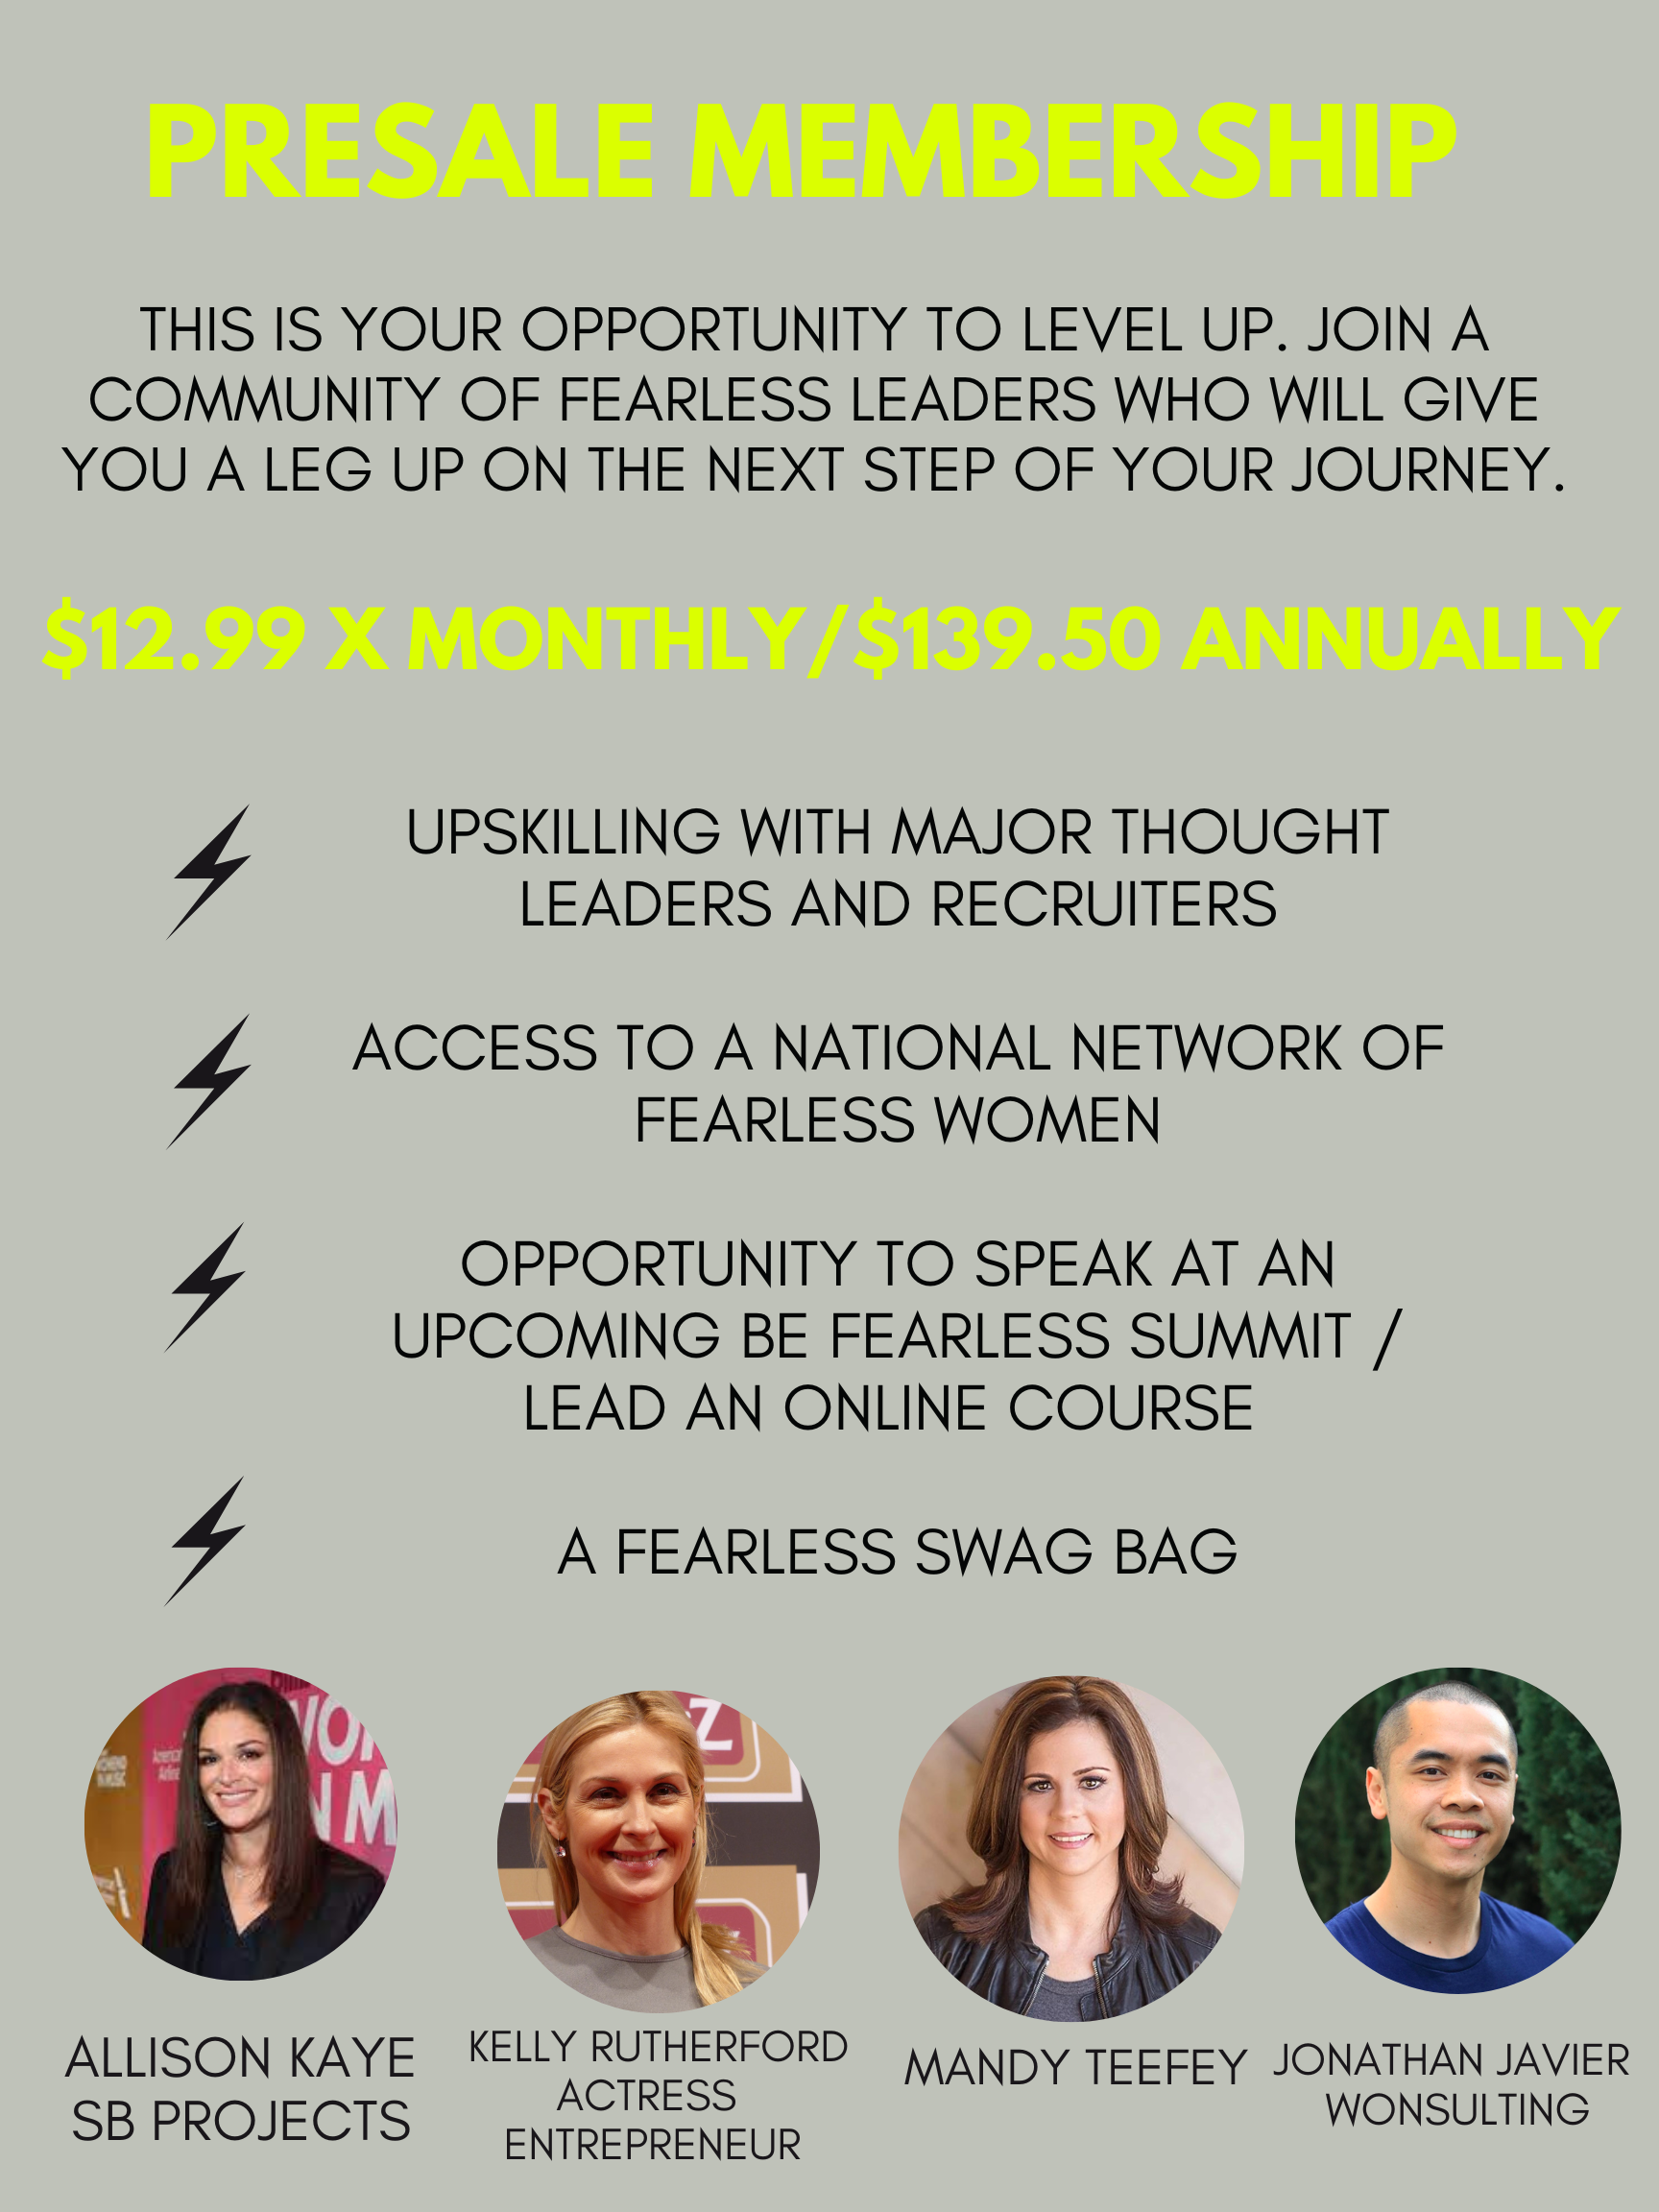 PRESALE MEMBERSHIP
THIS IS YOUR OPPORTUNITY TO LEVEL UP. JOIN A
COMMUNITY OF FEARLESS LEADERS WHO WILL GIVE
YOU A LEG UP ON THE NEXT STEP OF YOUR JOURNEY.
$12.99 X MONTHLY/$139.50 ANNUALLY
UPSKILLING WITH MAJOR THOUGHT
LEADERS AND RECRUITERS
ACCESS TO A NATIONAL NETWORK OF
FEARLESS WOMEN
OPPORTUNITY TO SPEAK AT AN
UPCOMING BE FEARLESS SUMMIT /
LEAD AN ONLINE COURSE
A FEARLESS SWAG BAG
ALLISON KAYE
SB PROJECTS
KELLY RUTHERFORD
ACTRESS
ENTREPRENEUR
MANDY TEEFEY
JONATHAN JAVIER
WONSULTING